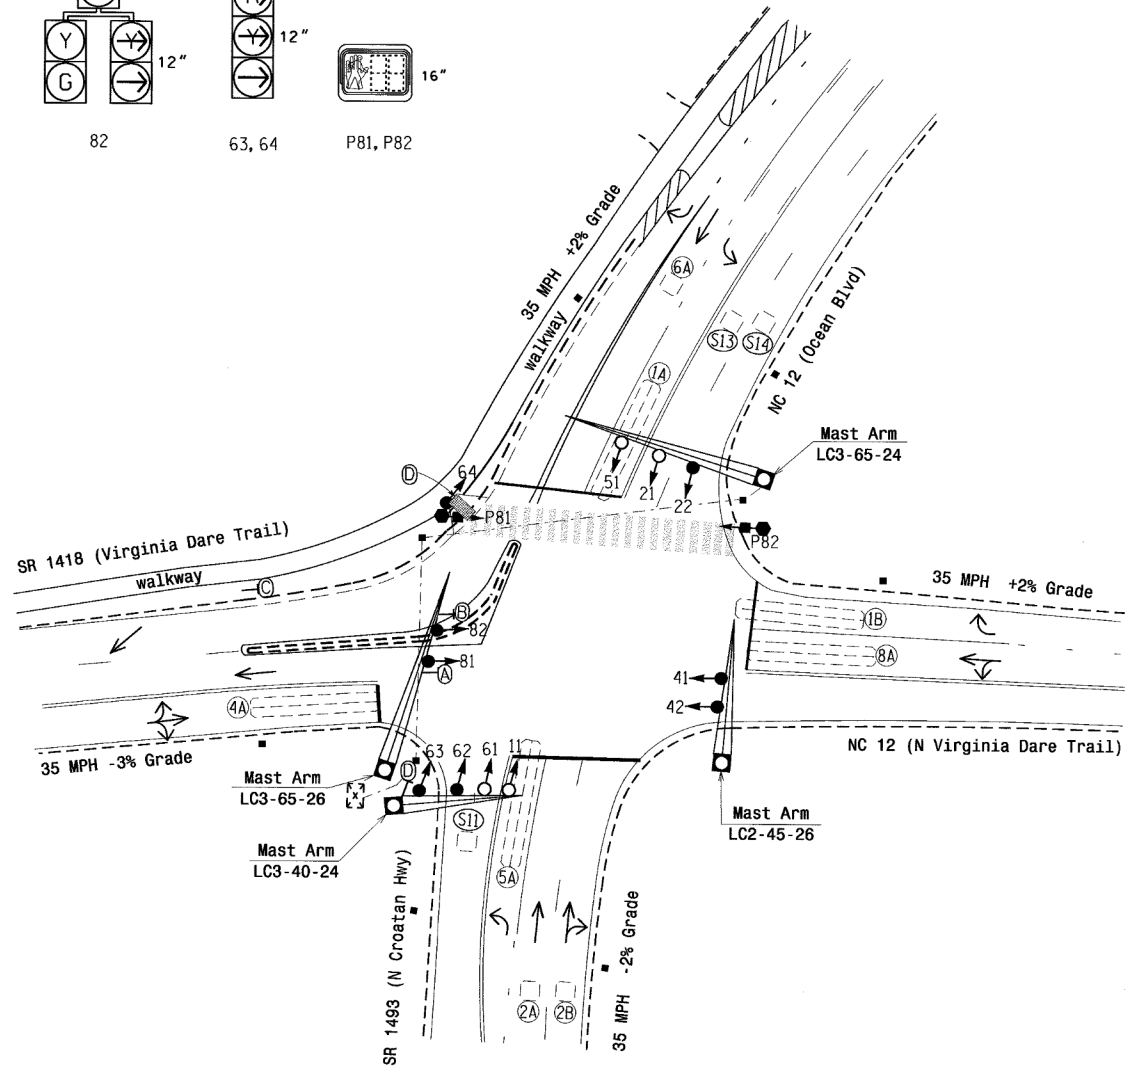 Y
Y
G
12"
82
Y
12"
63, 64
16"
P81, P82
35 MPH +2% Grade
walkway
6A
S13
S14
NC 12 (Ocean Blvd)
1A
Mast Arm
LC3-65-24
D
64
51
21
22
P81
P82
SR 1418 (Virginia Dare Trail)
walkway
C
35 MPH +2% Grade
B
82
1B
81
A
8A
41
4A
42
35 MPH -3% Grade
NC 12 (N Virginia Dare Trail)
D
63
62
61
11
Mast Arm
LC3-65-26
X
S11
Mast Arm
LC2-45-26
Mast Arm
LC3-40-24
5A
SR 1493 (N Croatan Hwy)
35 MPH -2% Grade
2A
2B